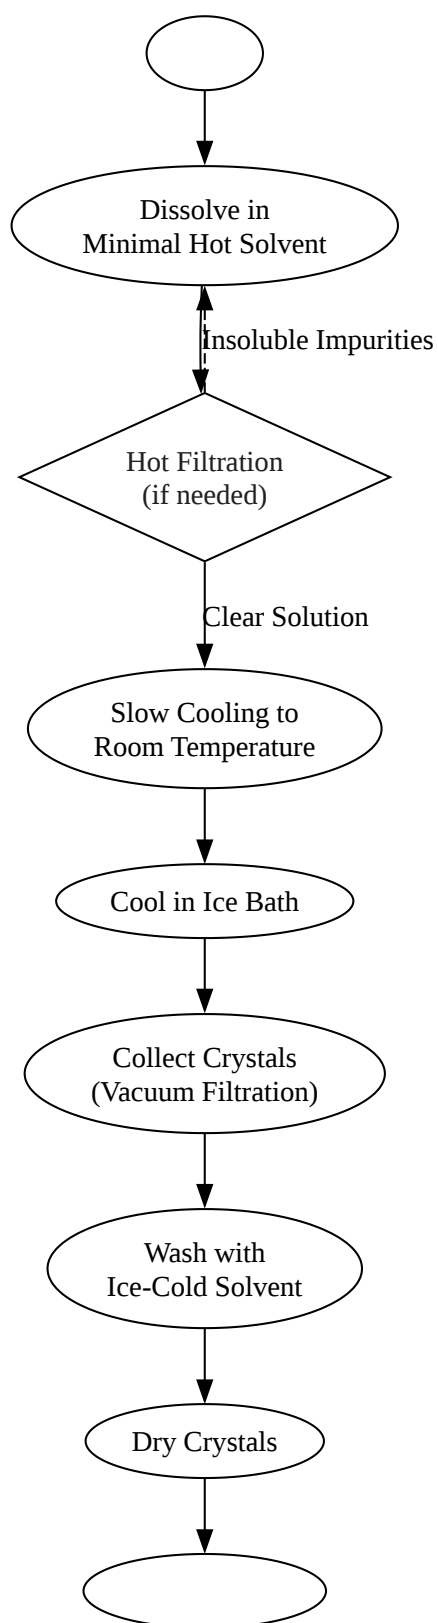 Dissolve in
Minimal Hot Solvent
Insoluble Impurities
Hot Filtration
(if needed)
Clear Solution
Slow Cooling to
Room Temperature
Cool in Ice Bath
Collect Crystals
(Vacuum Filtration)
Wash with
Ice-Cold Solvent
Dry Crystals